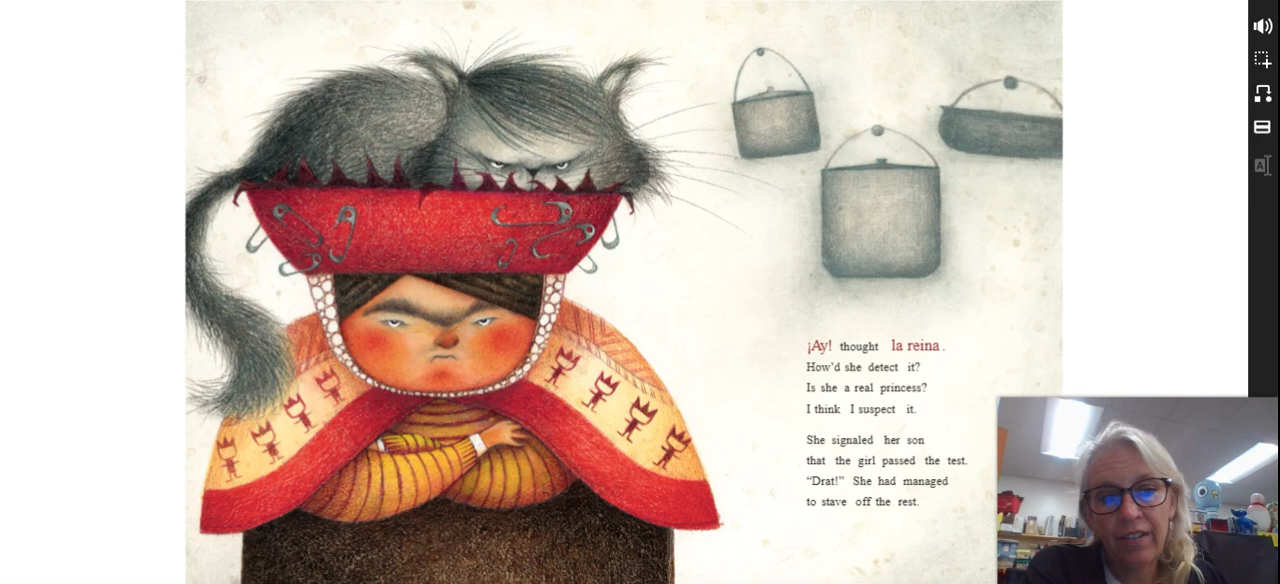 ¡Ay! thought la reina.
How'd she detect it?
Is she a real princess?
I think I suspect it.
She signaled her son
that the girl passed the test.
“Drat!” She had managed
to stave off the rest.